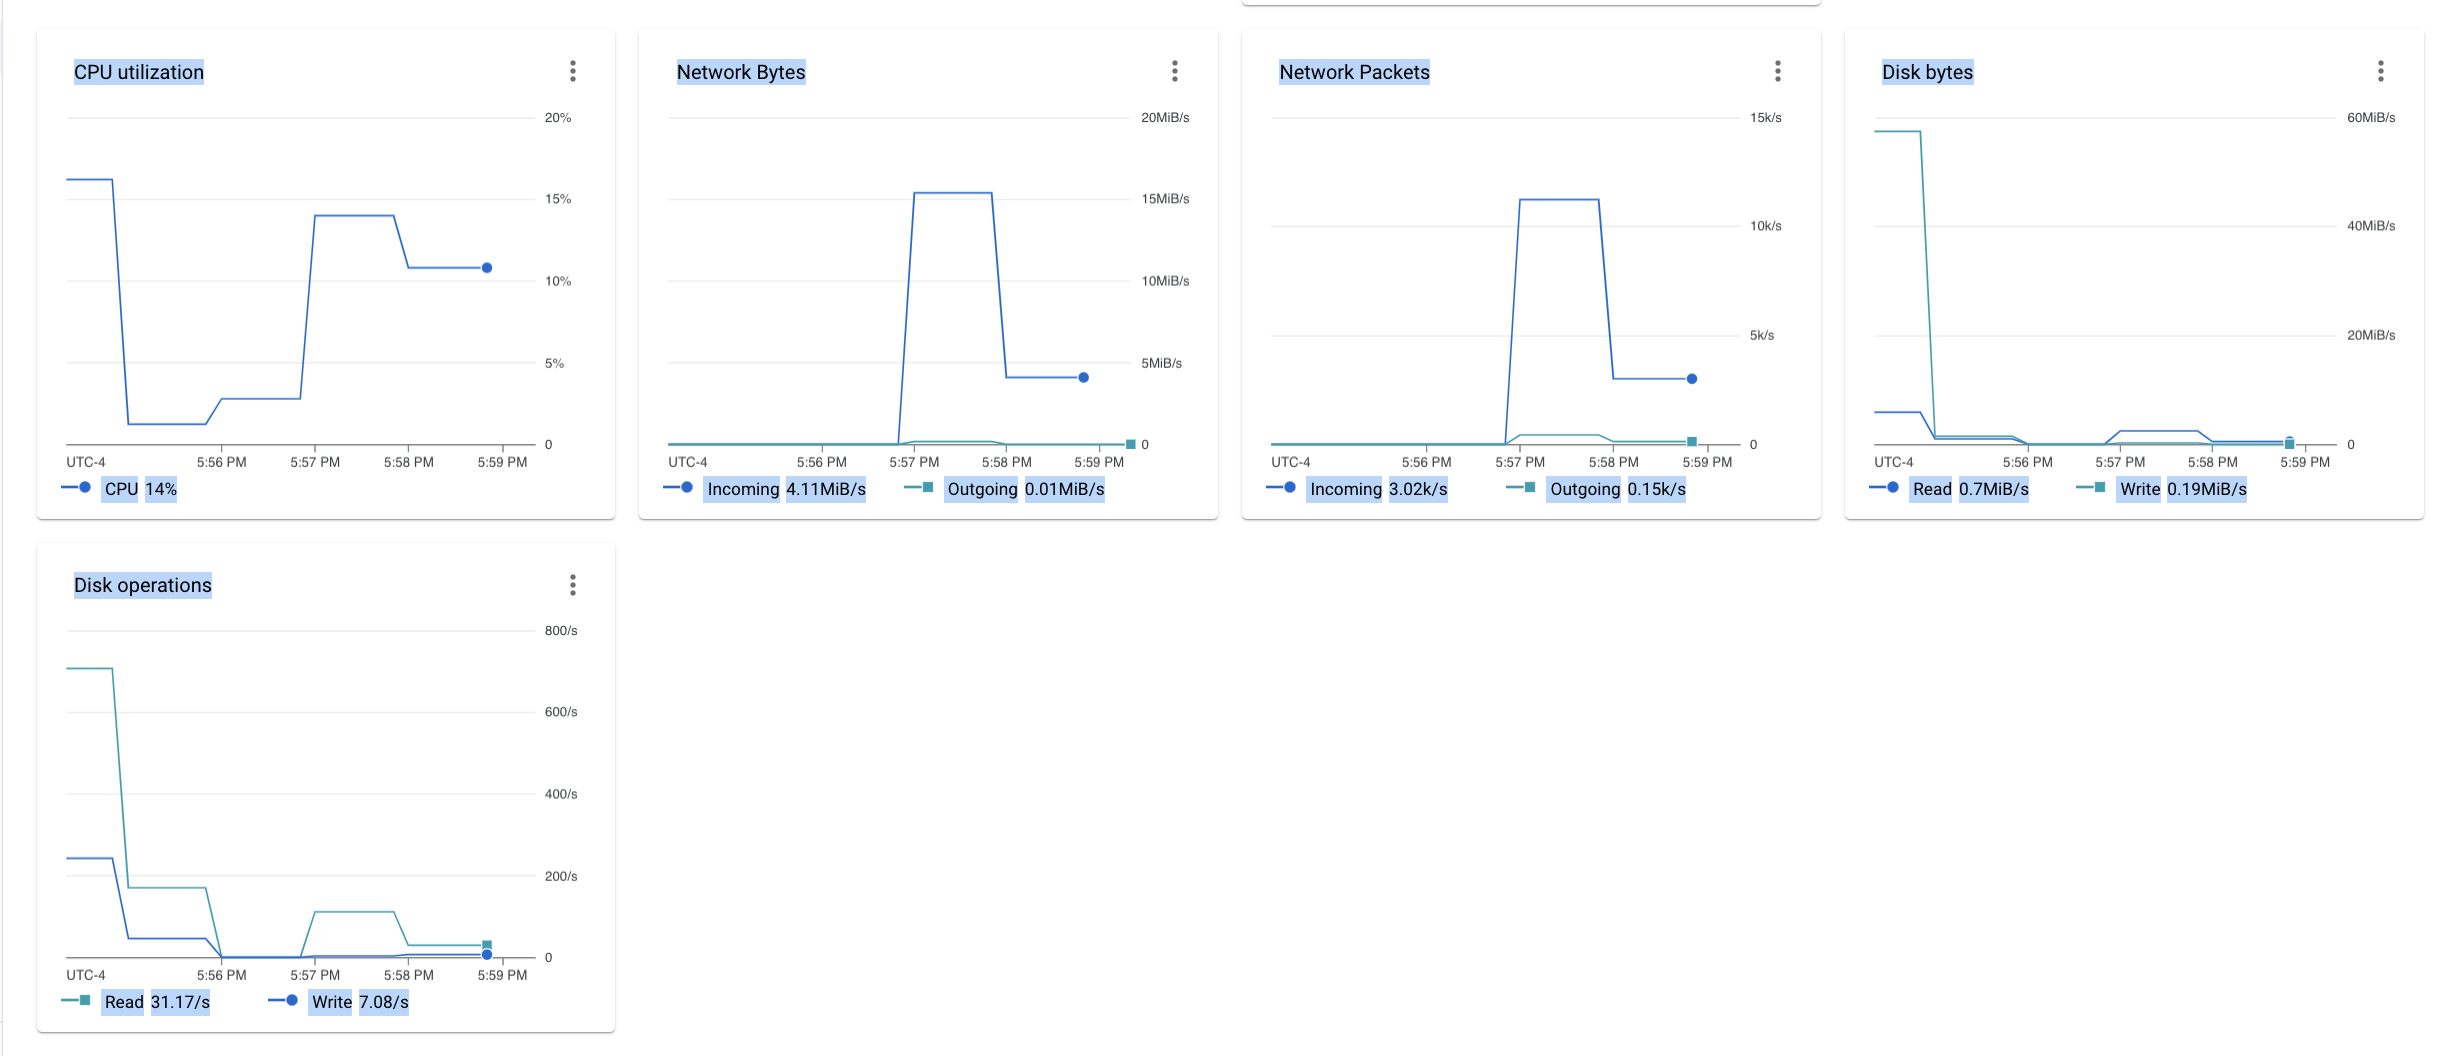 CPU utilization
20%
15%
10%
5%
0
UTC-4 5:56 PM 5:57 PM 5:58 PM 5:59 PM
CPU 14%
Network Bytes
20MiB/s
15MiB/s
10MiB/s
5MiB/s
0
UTC-4 5:56 PM 5:57 PM 5:58 PM 5:59 PM
Incoming 4.11MiB/s Outgoing 0.01MiB/s
Network Packets
15k/s
10k/s
5k/s
0
UTC-4 5:56 PM 5:57 PM 5:58 PM 5:59 PM
Incoming 3.02k/s Outgoing 0.15k/s
Disk bytes
60MiB/s
40MiB/s
20MiB/s
0
UTC-4 5:56 PM 5:57 PM 5:58 PM 5:59 PM
Read 0.7MiB/s Write 0.19MiB/s
Disk operations
800/s
600/s
400/s
200/s
0
UTC-4 5:56 PM 5:57 PM 5:58 PM 5:59 PM
Read 31.17/s Write 7.08/s